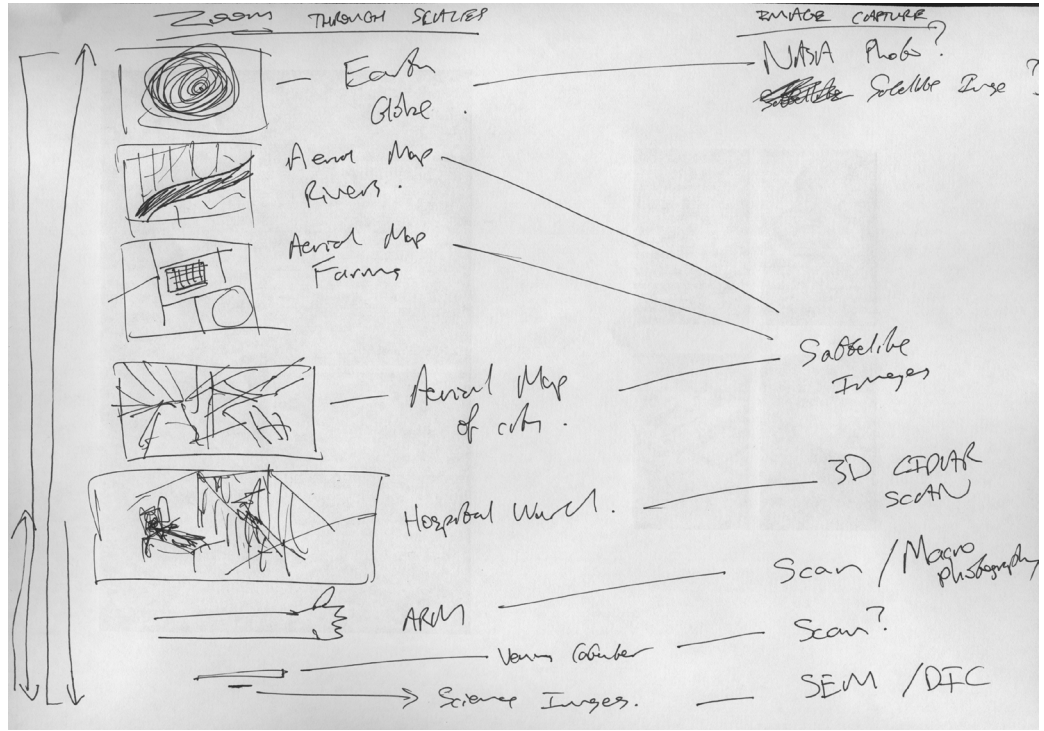 Zoom THROUGH SCALES
IMAGE CAPTURE
Earth
Globe.
NASA Photo?
Satellite Image?
Aerial Map
Rivers.
Aerial Map
Farms
Satellite
Images
Aerial Map
of city.
Hospital Ward.
3D LIDAR
SCAN
ARM
Scan / Macro
photography
Venous Catheter
Scan?
Science Images.
SEM / DIC